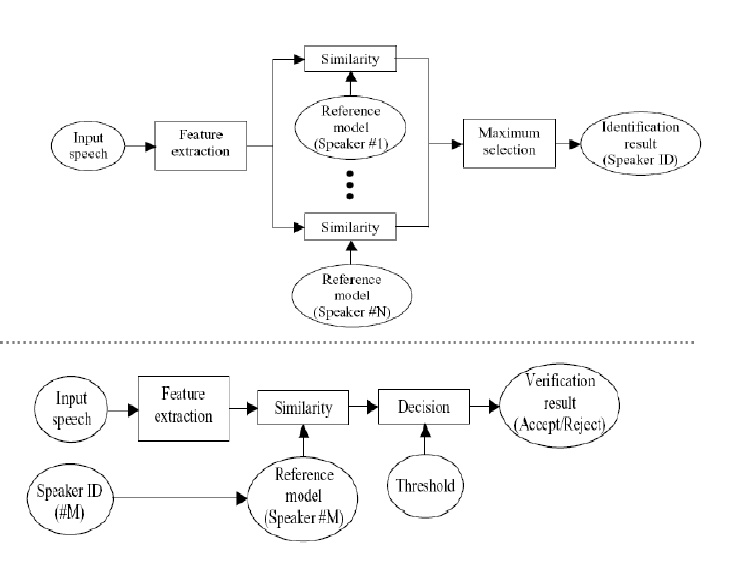 Similarity
Reference
model
(Speaker #1)
Input
speech
Feature
extraction
Maximum
selection
Identification
result
(Speaker ID)
Similarity
Reference
model
(Speaker #N)
Input
speech
Feature
extraction
Similarity
Decision
Verification
result
(Accept/Reject)
Speaker ID
(#M)
Reference
model
(Speaker #M)
Threshold